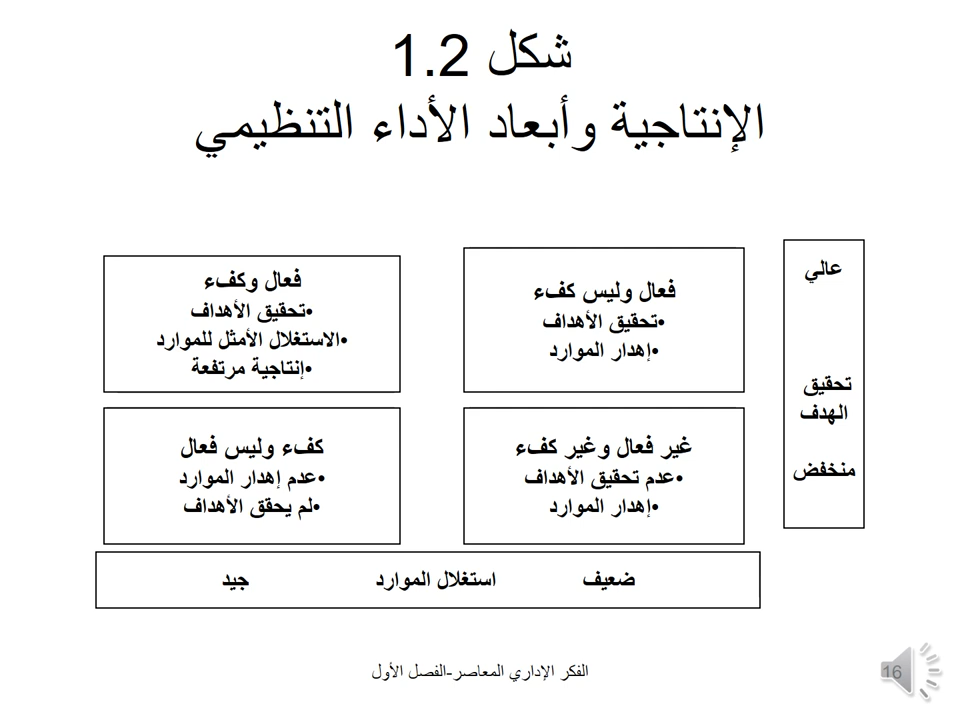 شكل 1.2
الإنتاجية وأبعاد الأداء التنظيمي
عالي
تحقيق
الهدف
منخفض
فعال وليس كفء
•تحقيق الأهداف
•إهدار الموارد
فعال وكفء
•تحقيق الأهداف
•الاستغلال الأمثل للموارد
•إنتاجية مرتفعة
غير فعال وغير كفء
•عدم تحقيق الأهداف
•إهدار الموارد
كفء وليس فعال
•عدم إهدار الموارد
•لم يحقق الأهداف
ضعيف استغلال الموارد جيد
الفكر الإداري المعاصر-الفصل الأول
16